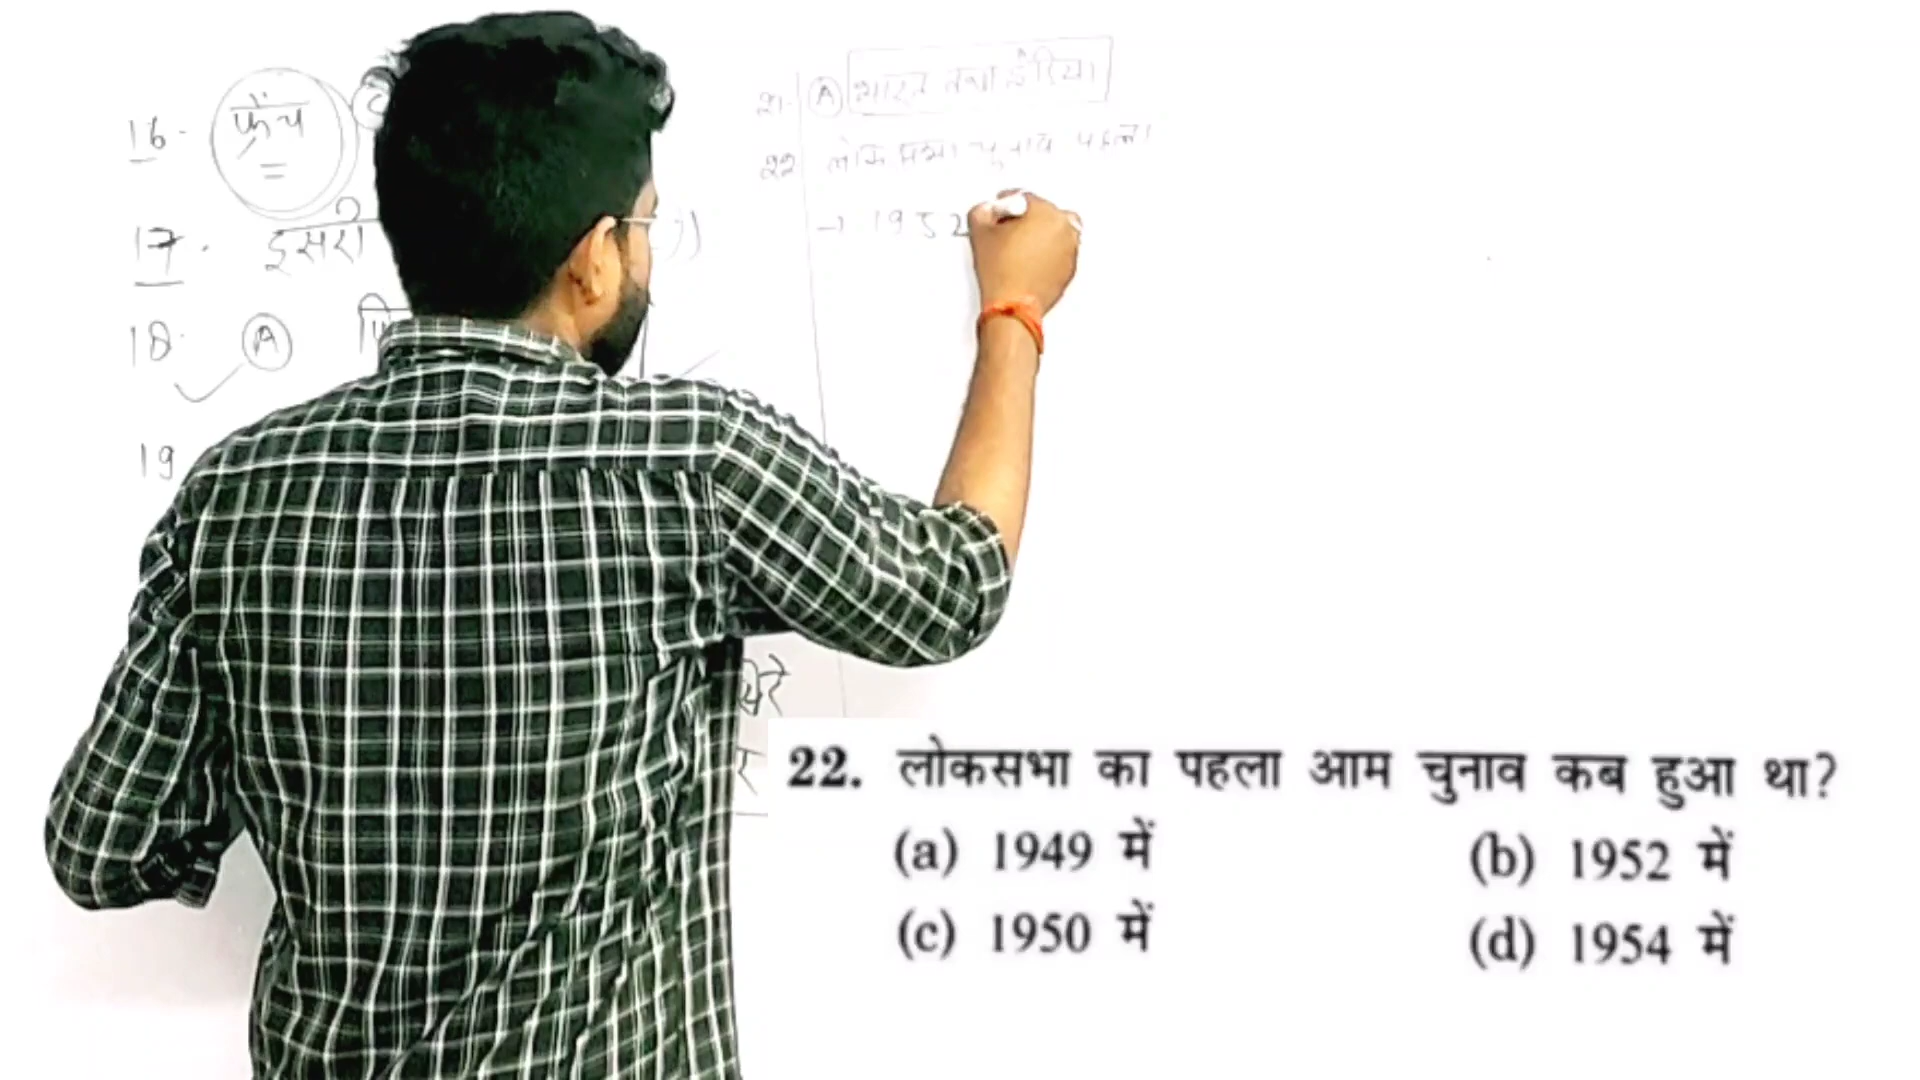 16. फ्रेंच
17. इसरो
18. A
19
21. A भारत तथा इंडिया
22 लोकसभा चुनाव पहला
→ 1952
22. लोकसभा का पहला आम चुनाव कब हुआ था?
(a) 1949 में (b) 1952 में
(c) 1950 में (d) 1954 में